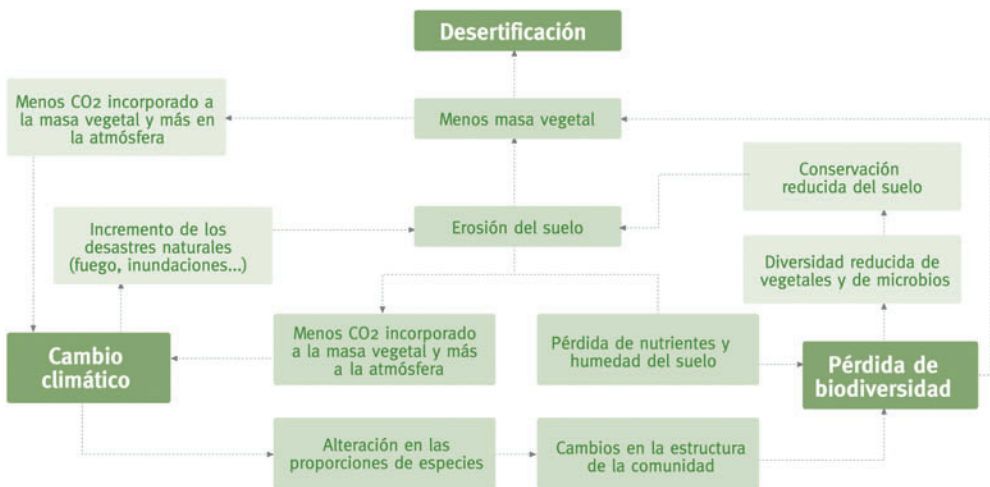 Desertificación
Menos CO2 incorporado a
la masa vegetal y más en
la atmósfera
Menos masa vegetal
Conservación
reducida del suelo
Incremento de los
desastres naturales
(fuego, inundaciones...)
Erosión del suelo
Diversidad reducida de
vegetales y de microbios
Cambio
climático
Menos CO2 incorporado
a la masa vegetal y más
a la atmósfera
Pérdida de nutrientes y
humedad del suelo
Pérdida de
biodiversidad
Alteración en las
proporciones de especies
Cambios en la estructura
de la comunidad